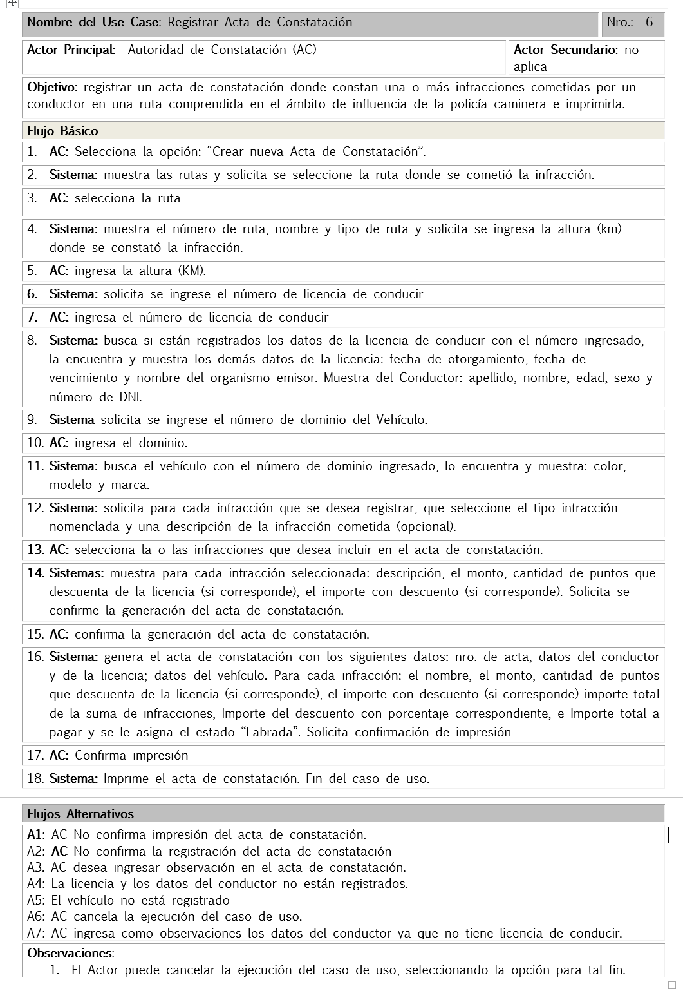 Nombre del Use Case: Registrar Acta de Constatación Nro.: 6
Actor Principal: Autoridad de Constatación (AC)
Actor Secundario: no
aplica
Objetivo: registrar un acta de constatación donde constan una o más infracciones cometidas por un
conductor en una ruta comprendida en el ámbito de influencia de la policía caminera e imprimirla.
Flujo Básico
1. AC: Selecciona la opción: “Crear nueva Acta de Constatación”.
2. Sistema: muestra las rutas y solicita se seleccione la ruta donde se cometió la infracción.
3. AC: selecciona la ruta
4. Sistema: muestra el número de ruta, nombre y tipo de ruta y solicita se ingresa la altura (km)
donde se constató la infracción.
5. AC: ingresa la altura (KM).
6. Sistema: solicita se ingrese el número de licencia de conducir
7. AC: ingresa el número de licencia de conducir
8. Sistema: busca si están registrados los datos de la licencia de conducir con el número ingresado,
la encuentra y muestra los demás datos de la licencia: fecha de otorgamiento, fecha de
vencimiento y nombre del organismo emisor. Muestra del Conductor: apellido, nombre, edad, sexo y
número de DNI.
9. Sistema solicita se ingrese el número de dominio del Vehículo.
10. AC: ingresa el dominio.
11. Sistema: busca el vehículo con el número de dominio ingresado, lo encuentra y muestra: color,
modelo y marca.
12. Sistema: solicita para cada infracción que se desea registrar, que seleccione el tipo infracción
nomenclada y una descripción de la infracción cometida (opcional).
13. AC: selecciona la o las infracciones que desea incluir en el acta de constatación.
14. Sistemas: muestra para cada infracción seleccionada: descripción, el monto, cantidad de puntos que
descuenta de la licencia (si corresponde), el importe con descuento (si corresponde). Solicita se
confirme la generación del acta de constatación.
15. AC: confirma la generación del acta de constatación.
16. Sistema: genera el acta de constatación con los siguientes datos: nro. de acta, datos del conductor
y de la licencia; datos del vehículo. Para cada infracción: el nombre, el monto, cantidad de puntos
que descuenta de la licencia (si corresponde), el importe con descuento (si corresponde) importe total
de la suma de infracciones, Importe del descuento con porcentaje correspondiente, e Importe total a
pagar y se le asigna el estado “Labrada”. Solicita confirmación de impresión
17. AC: Confirma impresión
18. Sistema: Imprime el acta de constatación. Fin del caso de uso.
Flujos Alternativos
A1: AC No confirma impresión del acta de constatación.
A2: AC No confirma la registración del acta de constatación
A3. AC desea ingresar observación en el acta de constatación.
A4: La licencia y los datos del conductor no están registrados.
A5: El vehículo no está registrado
A6: AC cancela la ejecución del caso de uso.
A7: AC ingresa como observaciones los datos del conductor ya que no tiene licencia de conducir.
Observaciones:
1. El Actor puede cancelar la ejecución del caso de uso, seleccionando la opción para tal fin.